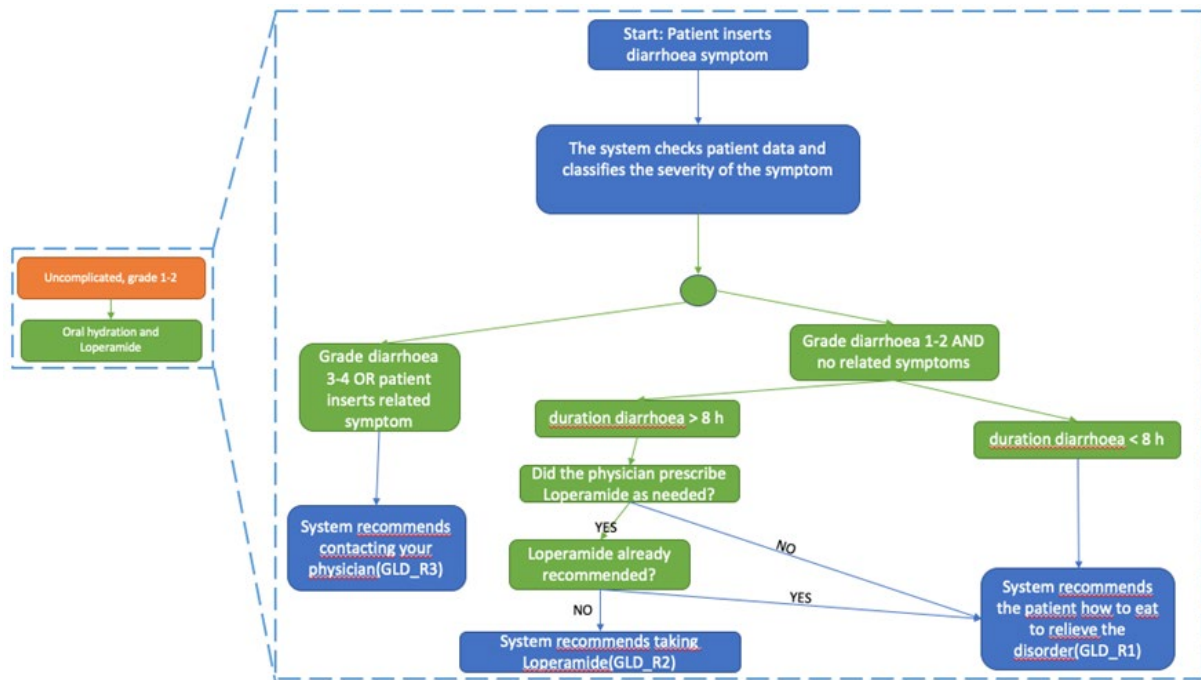 Start: Patient inserts
diarrhoea symptom
The system checks patient data and
classifies the severity of the symptom
Uncomplicated, grade 1-2
Oral hydration and
Loperamide
Grade diarrhoea
3-4 OR patient
inserts related
symptom
Grade diarrhoea 1-2 AND
no related symptoms
duration diarrhoea > 8 h
duration diarrhoea < 8 h
Did the physician prescribe
Loperamide as needed?
System recommends
contacting your
physician(GLD_R3)
YES
NO
Loperamide already
recommended?
NO
YES
System recommends taking
Loperamide(GLD_R2)
System recommends
the patient how to eat
to relieve the
disorder(GLD_R1)